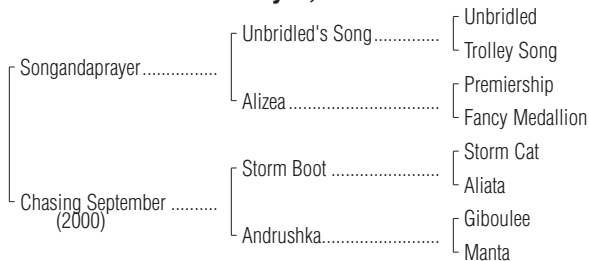 Unbridled
Unbridled's Song..............
Trolley Song
Songandaprayer................
Premiership
Alizea ................................
Fancy Medallion
Storm Cat
Storm Boot .......................
Aliata
Chasing September ..........
(2000)
Giboulee
Andrushka.........................
Manta